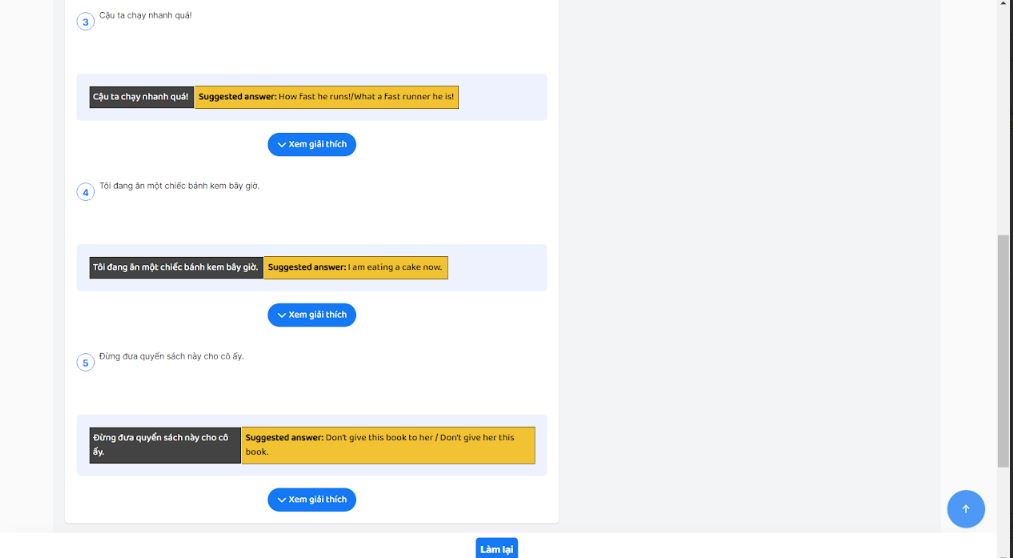 3 Cậu ta chạy nhanh quá!
Cậu ta chạy nhanh quá! Suggested answer: How fast he runs!/What a fast runner he is!
Xem giải thích
4 Tôi đang ăn một chiếc bánh kem bây giờ.
Tôi đang ăn một chiếc bánh kem bây giờ. Suggested answer: I am eating a cake now.
Xem giải thích
5 Đừng đưa quyển sách này cho cô ấy.
Đừng đưa quyển sách này cho cô
ấy.
Suggested answer: Don't give this book to her / Don't give her this
book.
Xem giải thích
Làm lại